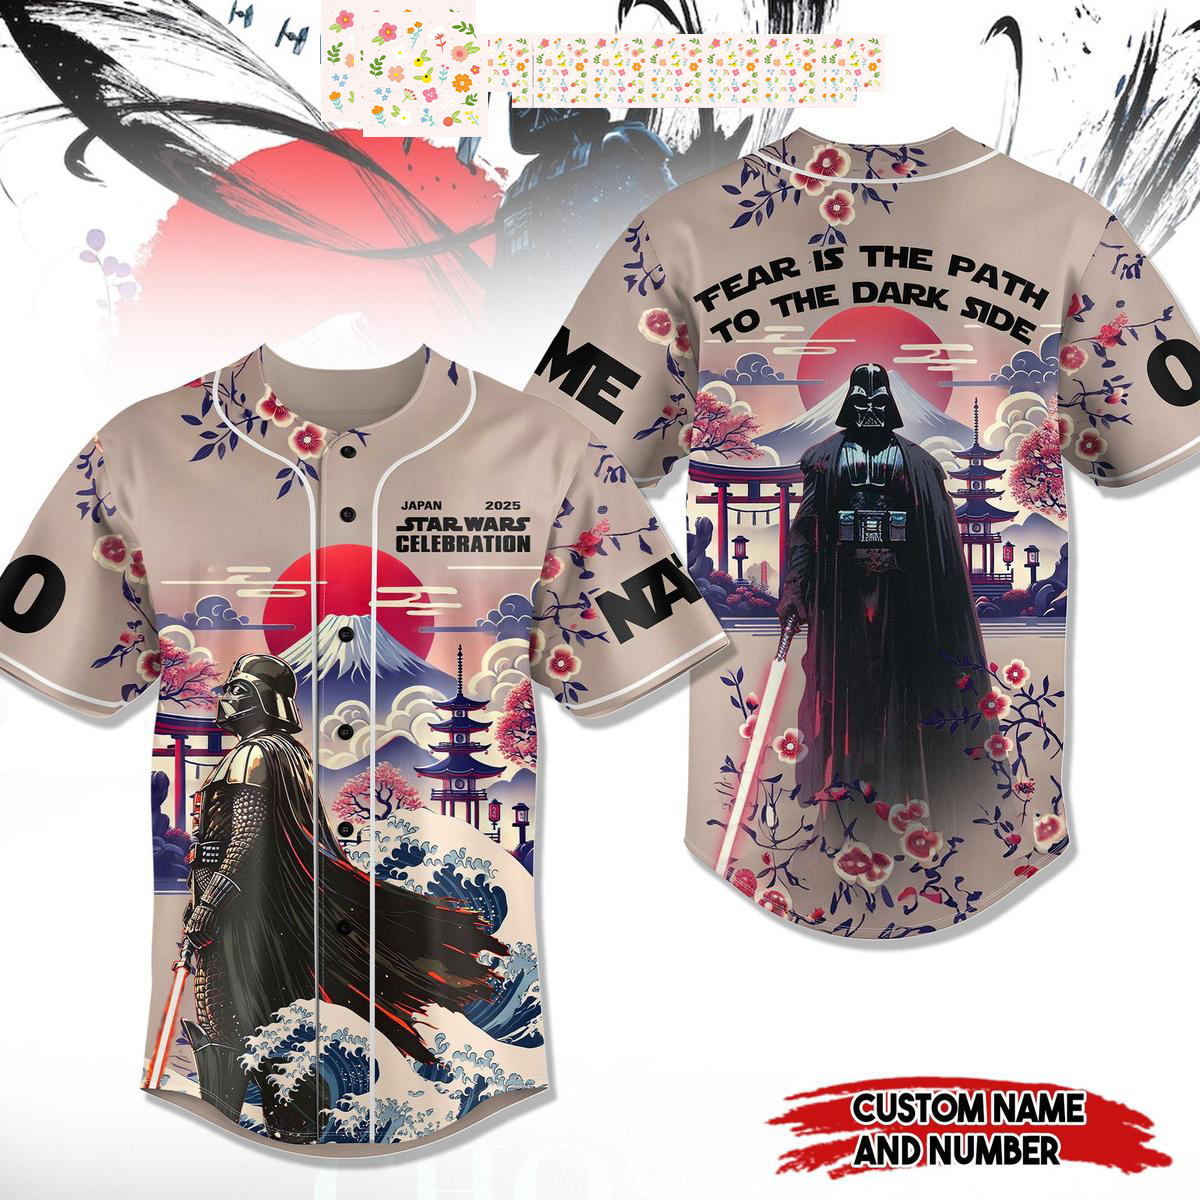 FEAR IS THE PATH
TO THE DARK SIDE
ME
0
JAPAN 2025
STAR WARS
CELEBRATION
0
NA
CUSTOM NAME
AND NUMBER